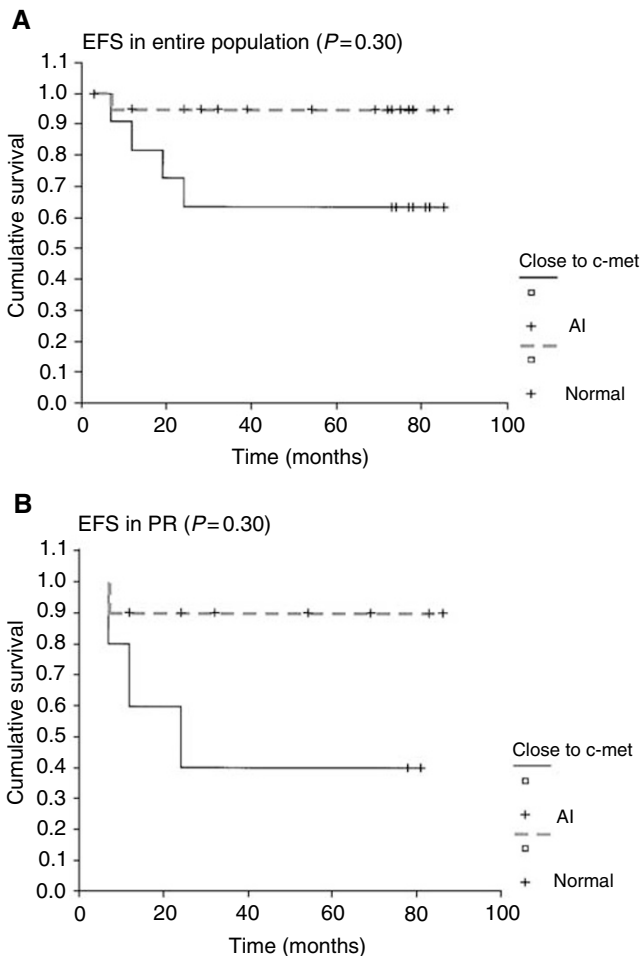 A
EFS in entire population (P=0.30)
1.1
1.0
0.9
0.8
0.7
0.6
0.5
0.4
0.3
0.2
0.1
0.0
Cumulative survival
0 20 40 60 80 100
Time (months)
Close to c-met
AI
Normal
B
EFS in PR (P=0.30)
1.1
1.0
0.9
0.8
0.7
0.6
0.5
0.4
0.3
0.2
0.1
0.0
Cumulative survival
0 20 40 60 80 100
Time (months)
Close to c-met
AI
Normal